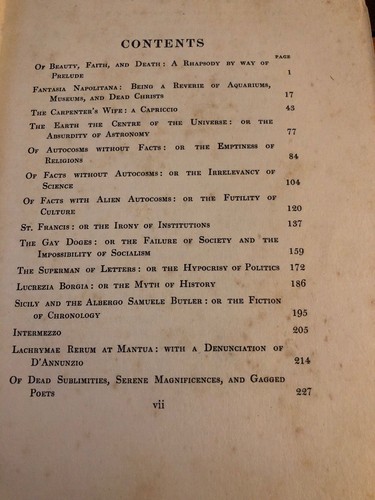 CONTENTS
PAGE
Of Beauty, Faith, and Death: A Rhapsody by way of
Prelude 1
Fantasia Napolitana: Being a Reverie of Aquariums,
Museums, and Dead Christs 17
The Carpenter's Wife: a Capriccio 43
The Earth the Centre of the Universe: or the
Absurdity of Astronomy 77
Of Autocosms without Facts: or the Emptiness of
Religions 84
Of Facts without Autocosms: or the Irrelevancy of
Science 104
Of Facts with Alien Autocosms: or the Futility of
Culture 120
St. Francis: or the Irony of Institutions 137
The Gay Doges: or the Failure of Society and the
Impossibility of Socialism 159
The Superman of Letters: or the Hypocrisy of Politics 172
Lucrezia Borgia: or the Myth of History 186
Sicily and the Albergo Samuele Butler: or the Fiction
of Chronology 195
Intermezzo 205
Lachrymae Rerum at Mantua: with a Denunciation of
D'Annunzio 214
Of Dead Sublimities, Serene Magnificences, and Gagged
Poets 227
vii